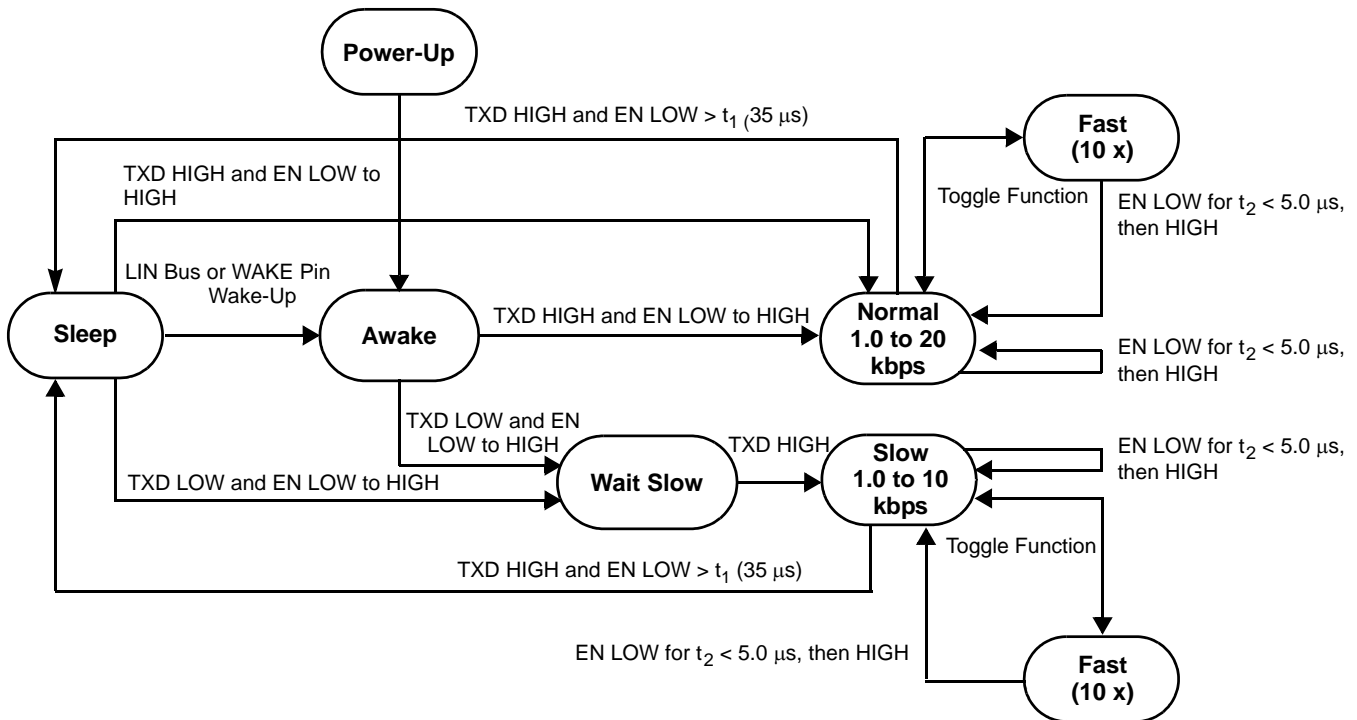 Power-Up
TXD HIGH and EN LOW > t1 (35 μs)
Fast
(10 x)
TXD HIGH and EN LOW to
HIGH
Toggle Function
EN LOW for t2 < 5.0 μs,
then HIGH
LIN Bus or WAKE Pin
Wake-Up
Sleep
Awake
TXD HIGH and EN LOW to HIGH
Normal
1.0 to 20
kbps
EN LOW for t2 < 5.0 μs,
then HIGH
TXD LOW and EN
LOW to HIGH
TXD LOW and EN LOW to HIGH
Wait Slow
TXD HIGH
Slow
1.0 to 10
kbps
EN LOW for t2 < 5.0 μs,
then HIGH
Toggle Function
TXD HIGH and EN LOW > t1 (35 μs)
EN LOW for t2 < 5.0 μs, then HIGH
Fast
(10 x)